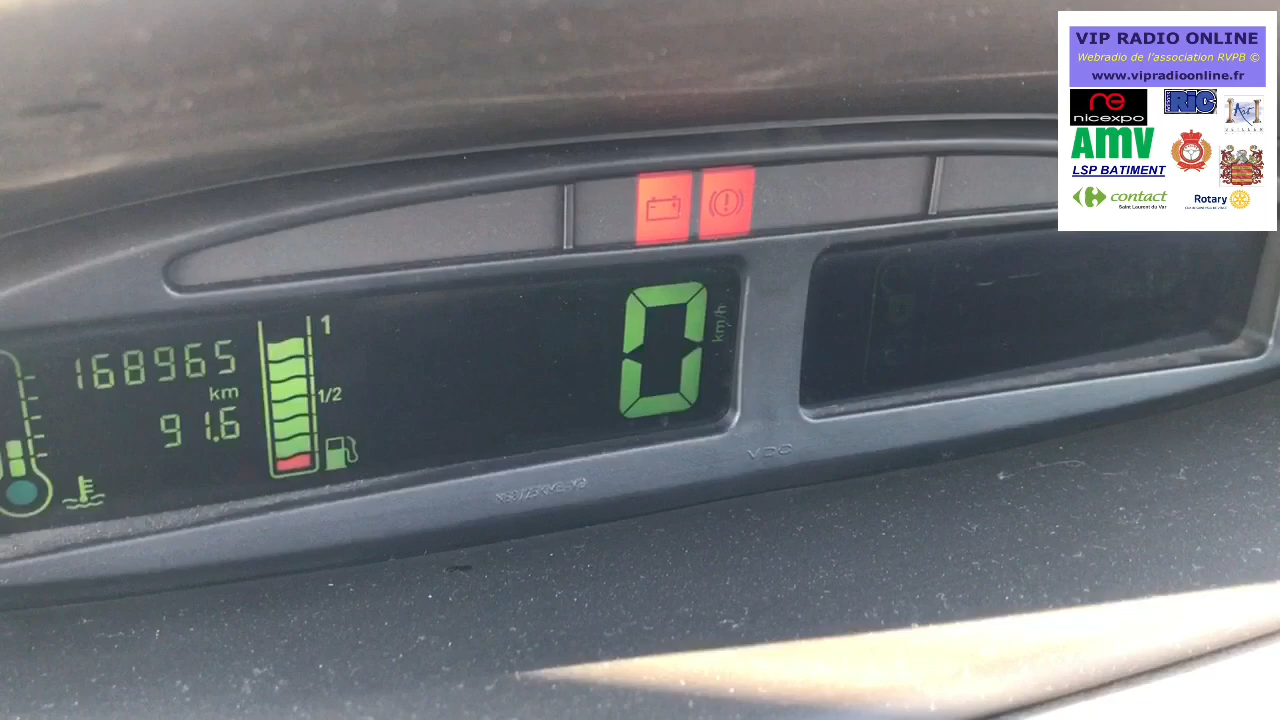 VIP RADIO ONLINE
Webradio de l'association RVPB ©
www.vipradioonline.fr
nicexpo
RIC
AMV
LSP BATIMENT
contact
Saint Laurent du Var
Rotary
168965
km
91.6
1
1/2
0
km/h
VDO